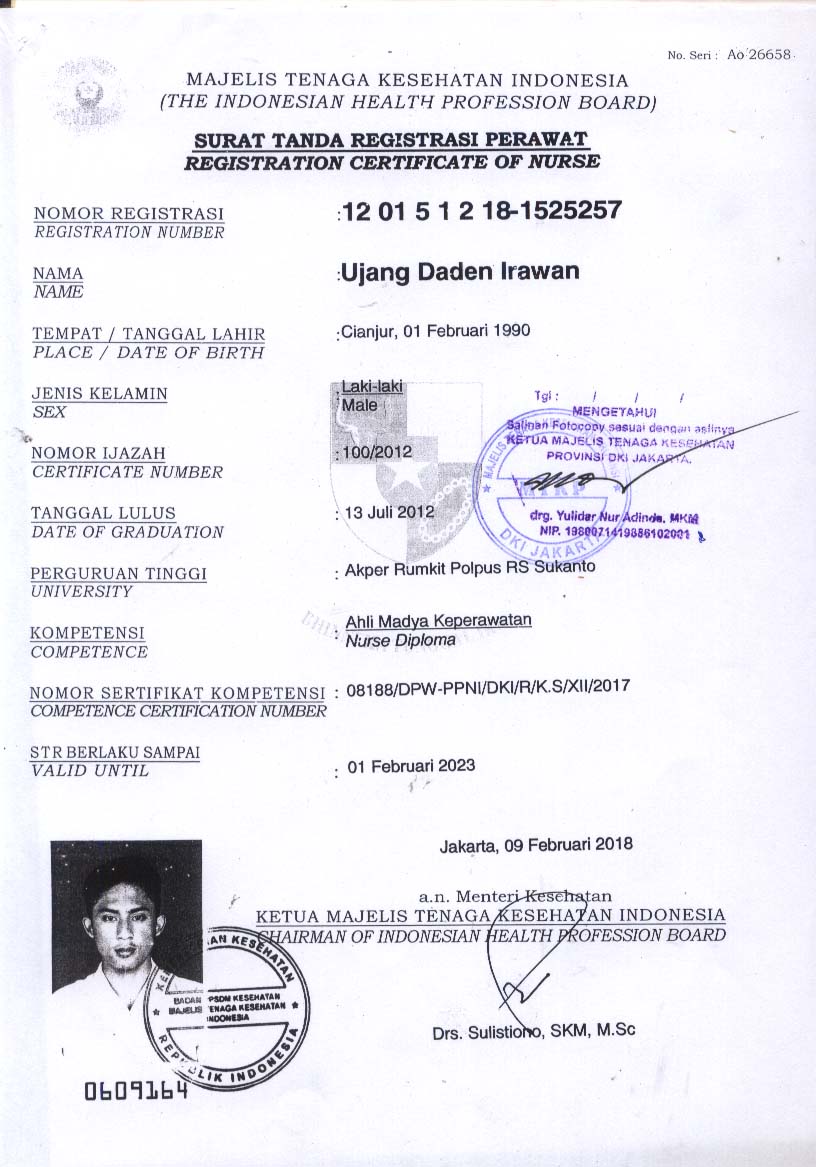 No. Seri : Ao 26658
MAJELIS TENAGA KESEHATAN INDONESIA
(THE INDONESIAN HEALTH PROFESSION BOARD)
SURAT TANDA REGISTRASI PERAWAT
REGISTRATION CERTIFICATE OF NURSE
NOMOR REGISTRASI :12 01 5 1 2 18-1525257
REGISTRATION NUMBER
NAMA :Ujang Daden Irawan
NAME
TEMPAT / TANGGAL LAHIR :Cianjur, 01 Februari 1990
PLACE / DATE OF BIRTH
JENIS KELAMIN :Laki-laki
SEX Male
NOMOR IJAZAH : 100/2012
CERTIFICATE NUMBER
TANGGAL LULUS : 13 Juli 2012
DATE OF GRADUATION
PERGURUAN TINGGI : Akper Rumkit Polpus RS Sukanto
UNIVERSITY
KOMPETENSI : Ahli Madya Keperawatan
COMPETENCE Nurse Diploma
NOMOR SERTIFIKAT KOMPETENSI : 08188/DPW-PPNI/DKI/R/K.S/XII/2017
COMPETENCE CERTIFICATION NUMBER
STR BERLAKU SAMPAI
VALID UNTIL : 01 Februari 2023
Tgl : / / /
MENGETAHUI
Salinan Fotocopy sesuai dengan aslinya
KETUA MAJELIS TENAGA KESEHATAN
PROVINSI DKI JAKARTA.
MTKP
DKI JAKARTA
drg. Yulidar Nur Adinda, MKM
Jakarta, 09 Februari 2018
a.n. Menteri Kesehatan
KETUA MAJELIS TENAGA KESEHATAN INDONESIA
CHAIRMAN OF INDONESIAN HEALTH PROFESSION BOARD
Drs. Sulistiono, SKM, M.Sc
KESEHATAN
BADAN PPSDM KESEHATAN
MAJELIS TENAGA KESEHATAN
INDONESIA
REPUBLIK INDONESIA
0609164